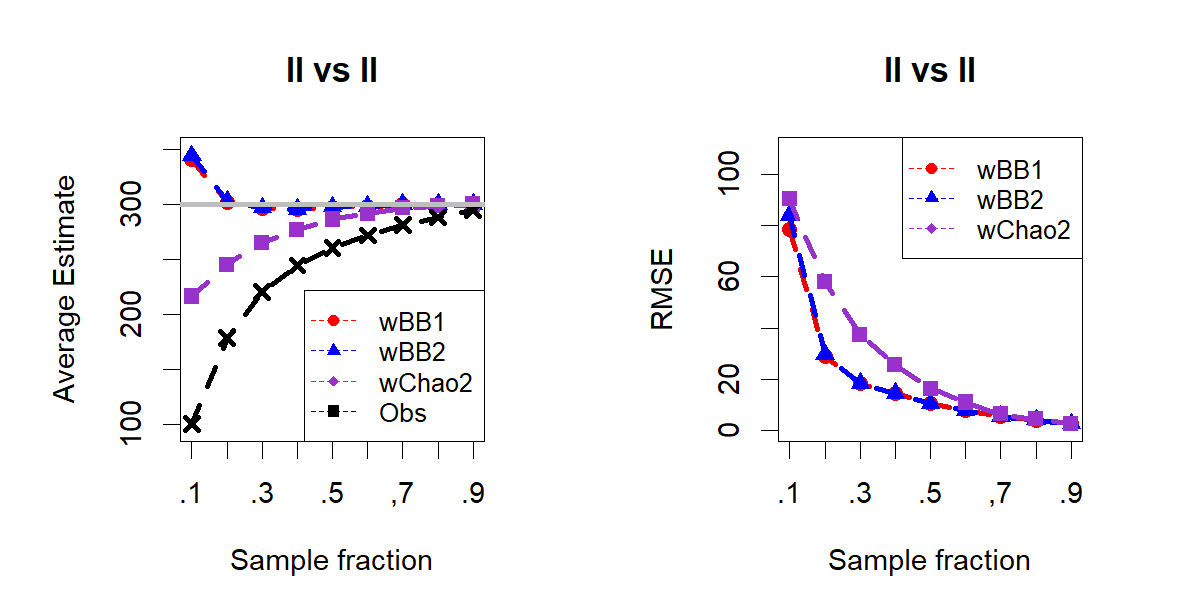 II vs II
Average Estimate
300
200
100
wBB1
wBB2
wChao2
Obs
.1 .3 .5 ,7 .9
Sample fraction
II vs II
RMSE
100
60
20
0
wBB1
wBB2
wChao2
.1 .3 .5 ,7 .9
Sample fraction